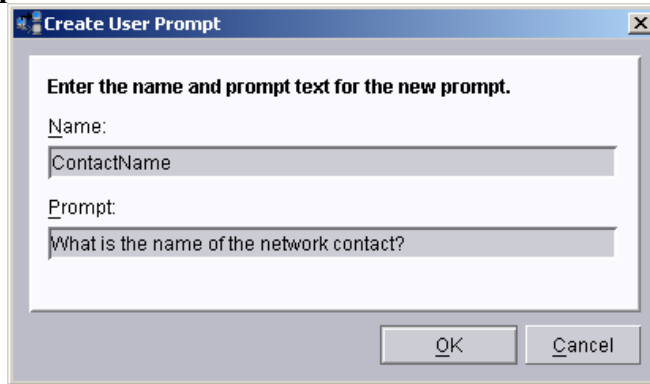 Create User Prompt
Enter the name and prompt text for the new prompt.
Name:
ContactName
Prompt:
What is the name of the network contact?
OK Cancel